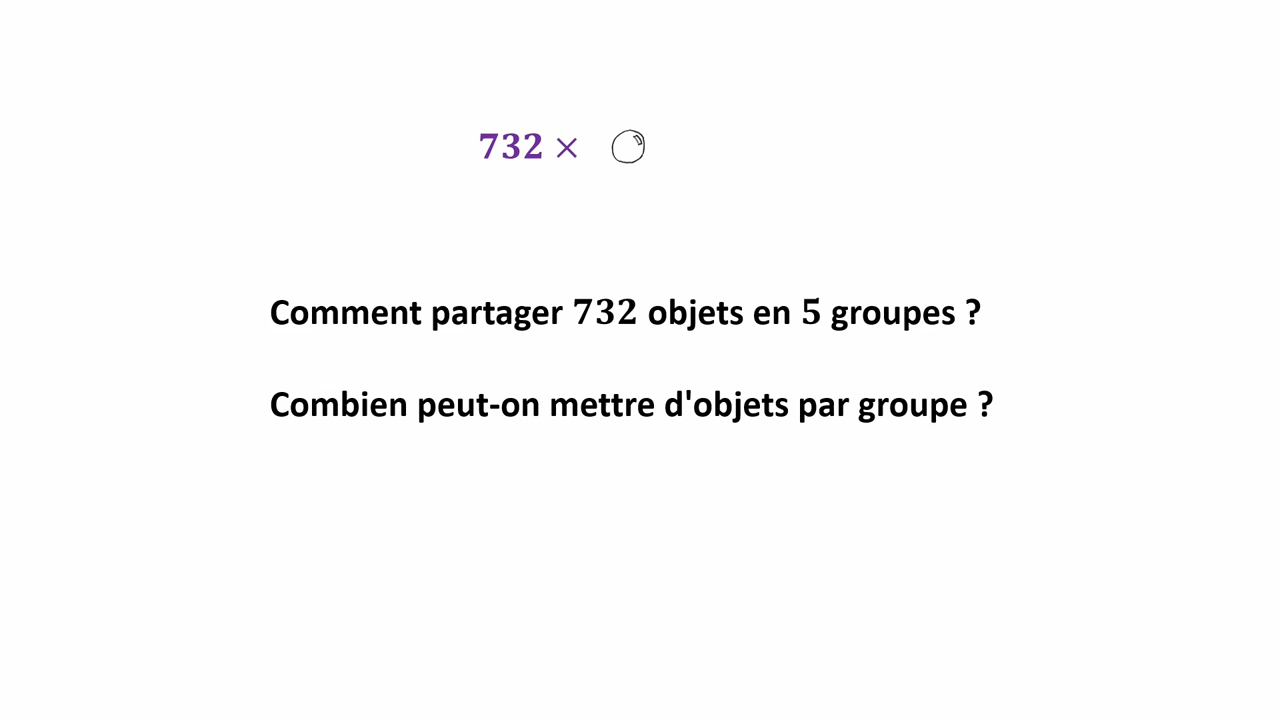 732 ×
Comment partager 732 objets en 5 groupes ?
Combien peut-on mettre d'objets par groupe ?